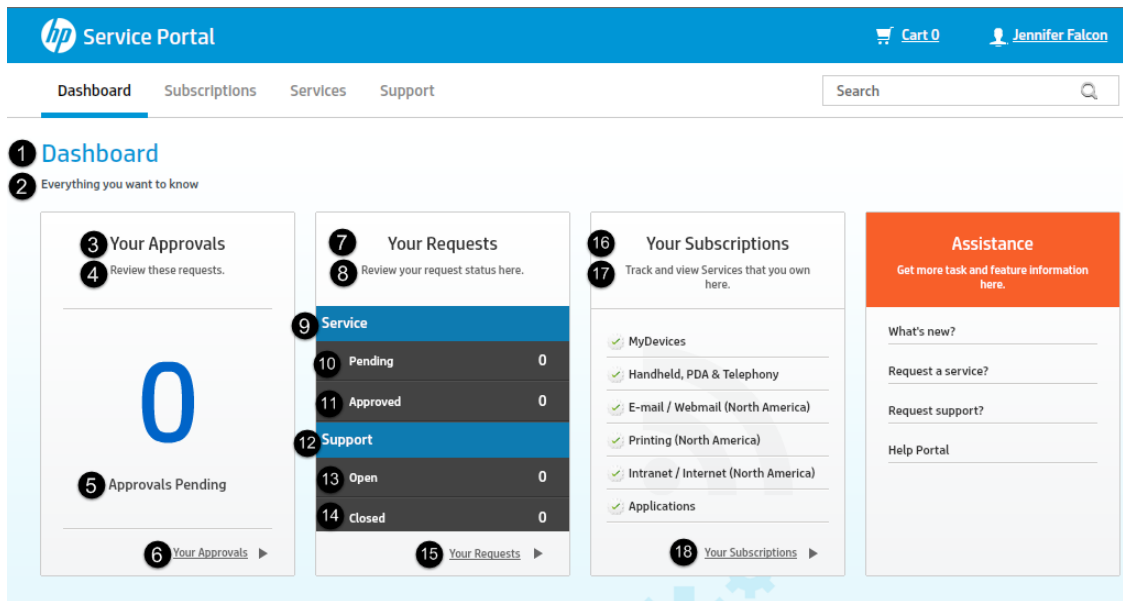 hp Service Portal
Cart 0
Jennifer Falcon
Dashboard Subscriptions Services Support
Search
1 Dashboard
2 Everything you want to know
3 Your Approvals
4 Review these requests.
0
5 Approvals Pending
6 Your Approvals
7 Your Requests
8 Review your request status here.
9 Service
10 Pending 0
11 Approved 0
12 Support
13 Open 0
14 Closed 0
15 Your Requests
16 Your Subscriptions
17 Track and view Services that you own
here.
MyDevices
Handheld, PDA & Telephony
E-mail / Webmail (North America)
Printing (North America)
Intranet / Internet (North America)
Applications
18 Your Subscriptions
Assistance
Get more task and feature information
here.
What's new?
Request a service?
Request support?
Help Portal